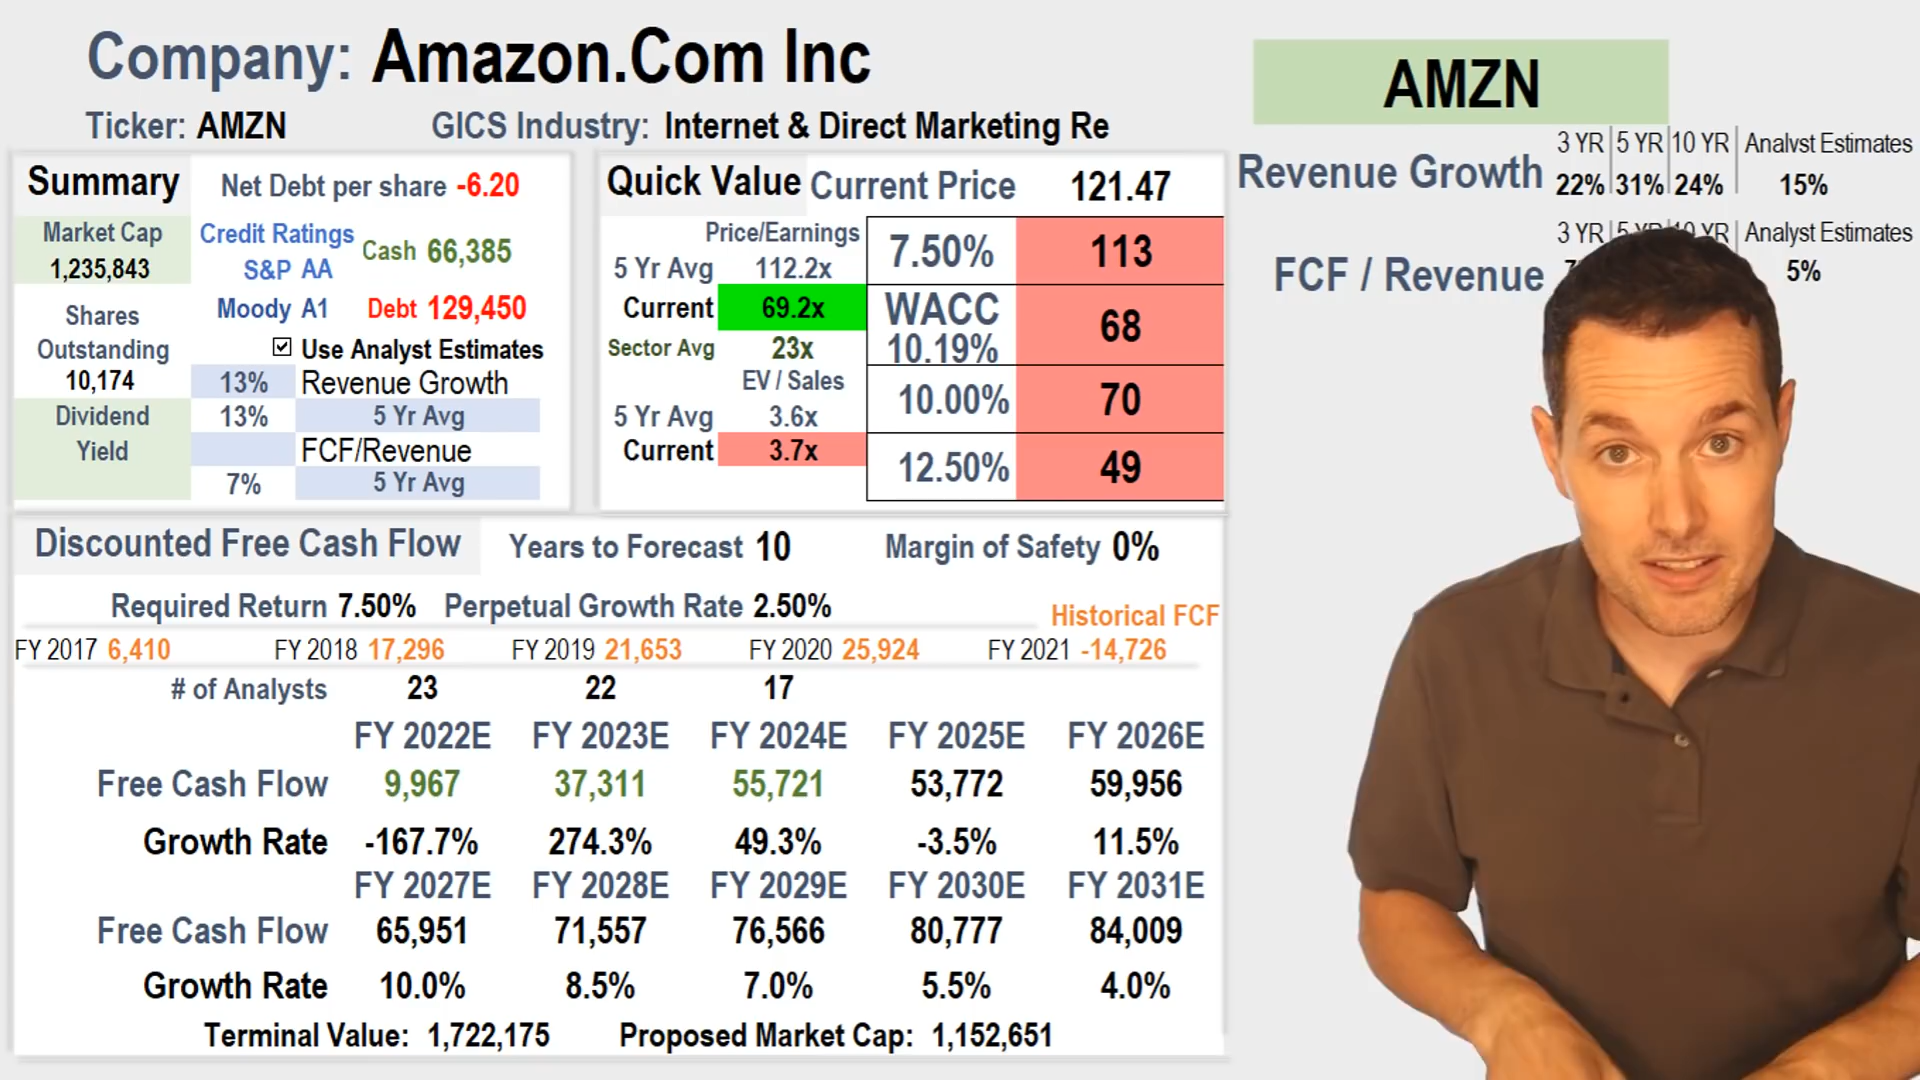 Company: Amazon.Com Inc
Ticker: AMZN GICS Industry: Internet & Direct Marketing Re
Summary
Net Debt per share -6.20
Market Cap
1,235,843
Credit Ratings
S&P AA
Moody A1
Cash 66,385
Debt 129,450
Shares
Outstanding
10,174
Use Analyst Estimates
13% Revenue Growth
13% 5 Yr Avg
FCF/Revenue
7% 5 Yr Avg
Dividend
Yield
Quick Value Current Price 121.47
Price/Earnings
5 Yr Avg 112.2x
Current 69.2x
Sector Avg 23x
EV / Sales
5 Yr Avg 3.6x
Current 3.7x
7.50% 113
WACC
10.19% 68
10.00% 70
12.50% 49
Discounted Free Cash Flow Years to Forecast 10 Margin of Safety 0%
Required Return 7.50% Perpetual Growth Rate 2.50%
Historical FCF
FY 2017 6,410 FY 2018 17,296 FY 2019 21,653 FY 2020 25,924 FY 2021 -14,726
# of Analysts 23 22 17
FY 2022E FY 2023E FY 2024E FY 2025E FY 2026E
Free Cash Flow 9,967 37,311 55,721 53,772 59,956
Growth Rate -167.7% 274.3% 49.3% -3.5% 11.5%
FY 2027E FY 2028E FY 2029E FY 2030E FY 2031E
Free Cash Flow 65,951 71,557 76,566 80,777 84,009
Growth Rate 10.0% 8.5% 7.0% 5.5% 4.0%
Terminal Value: 1,722,175 Proposed Market Cap: 1,152,651
AMZN
3 YR 5 YR 10 YR Analyst Estimates
Revenue Growth 22% 31% 24% 15%
3 YR 5 YR YR Analyst Estimates
FCF / Revenue 5%